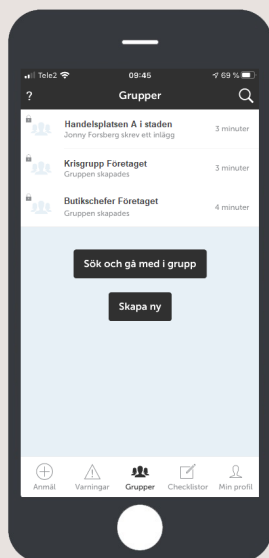 Tele2 09:45 69 %
? Grupper
Handelsplatsen A i staden
Jonny Forsberg skrev ett inlägg
3 minuter
Krisgrupp Företaget
Gruppen skapades
3 minuter
Butikschefer Företaget
Gruppen skapades
4 minuter
Sök och gå med i grupp
Skapa ny
Anmäl Varningar Grupper Checklistor Min profil